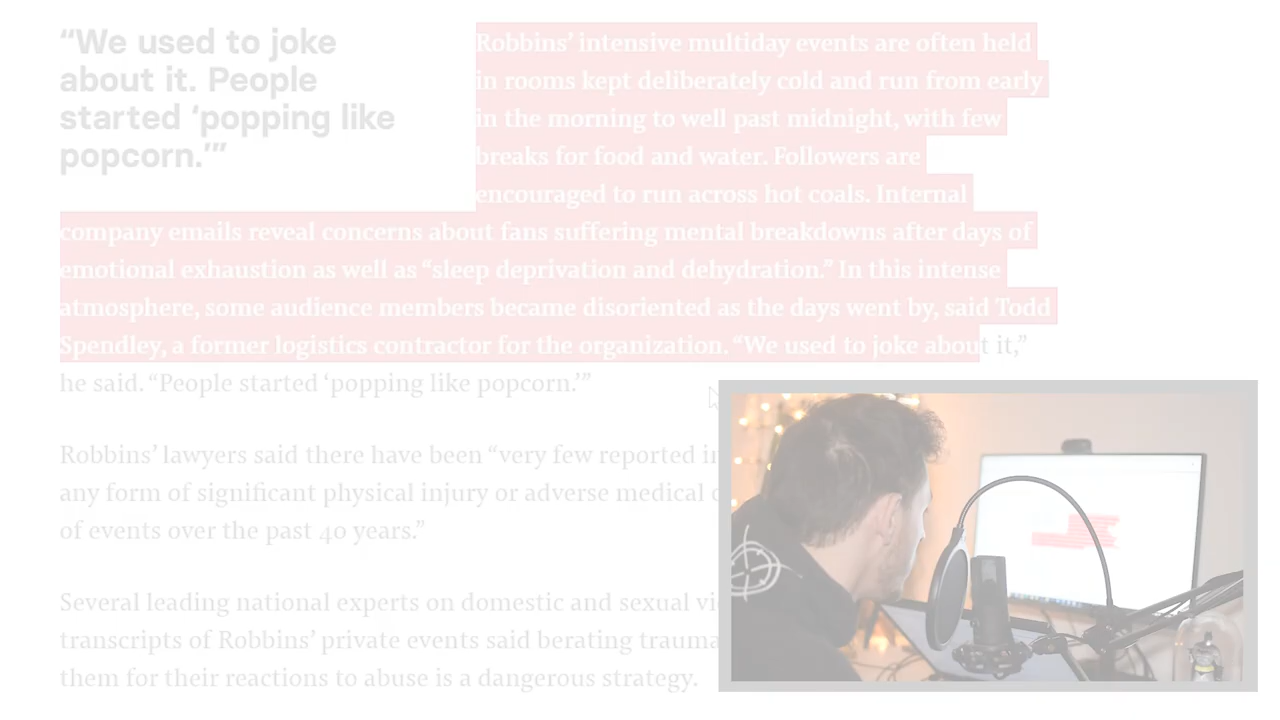 “We used to joke
about it. People
started ‘popping like
popcorn.’”
Robbins’ intensive multiday events are often held
in rooms kept deliberately cold and run from early
in the morning to well past midnight, with few
breaks for food and water. Followers are
encouraged to run across hot coals. Internal
company emails reveal concerns about fans suffering mental breakdowns after days of
emotional exhaustion as well as “sleep deprivation and dehydration.” In this intense
atmosphere, some audience members became disoriented as the days went by, said Todd
Spendley, a former logistics contractor for the organization. “We used to joke about it,”
he said. “People started ‘popping like popcorn.’”
Robbins’ lawyers said there have been “very few reported
any form of significant physical injury or adverse medical
of events over the past 40 years.”
Several leading national experts on domestic and sexual
transcripts of Robbins’ private events said berating
them for their reactions to abuse is a dangerous strategy.